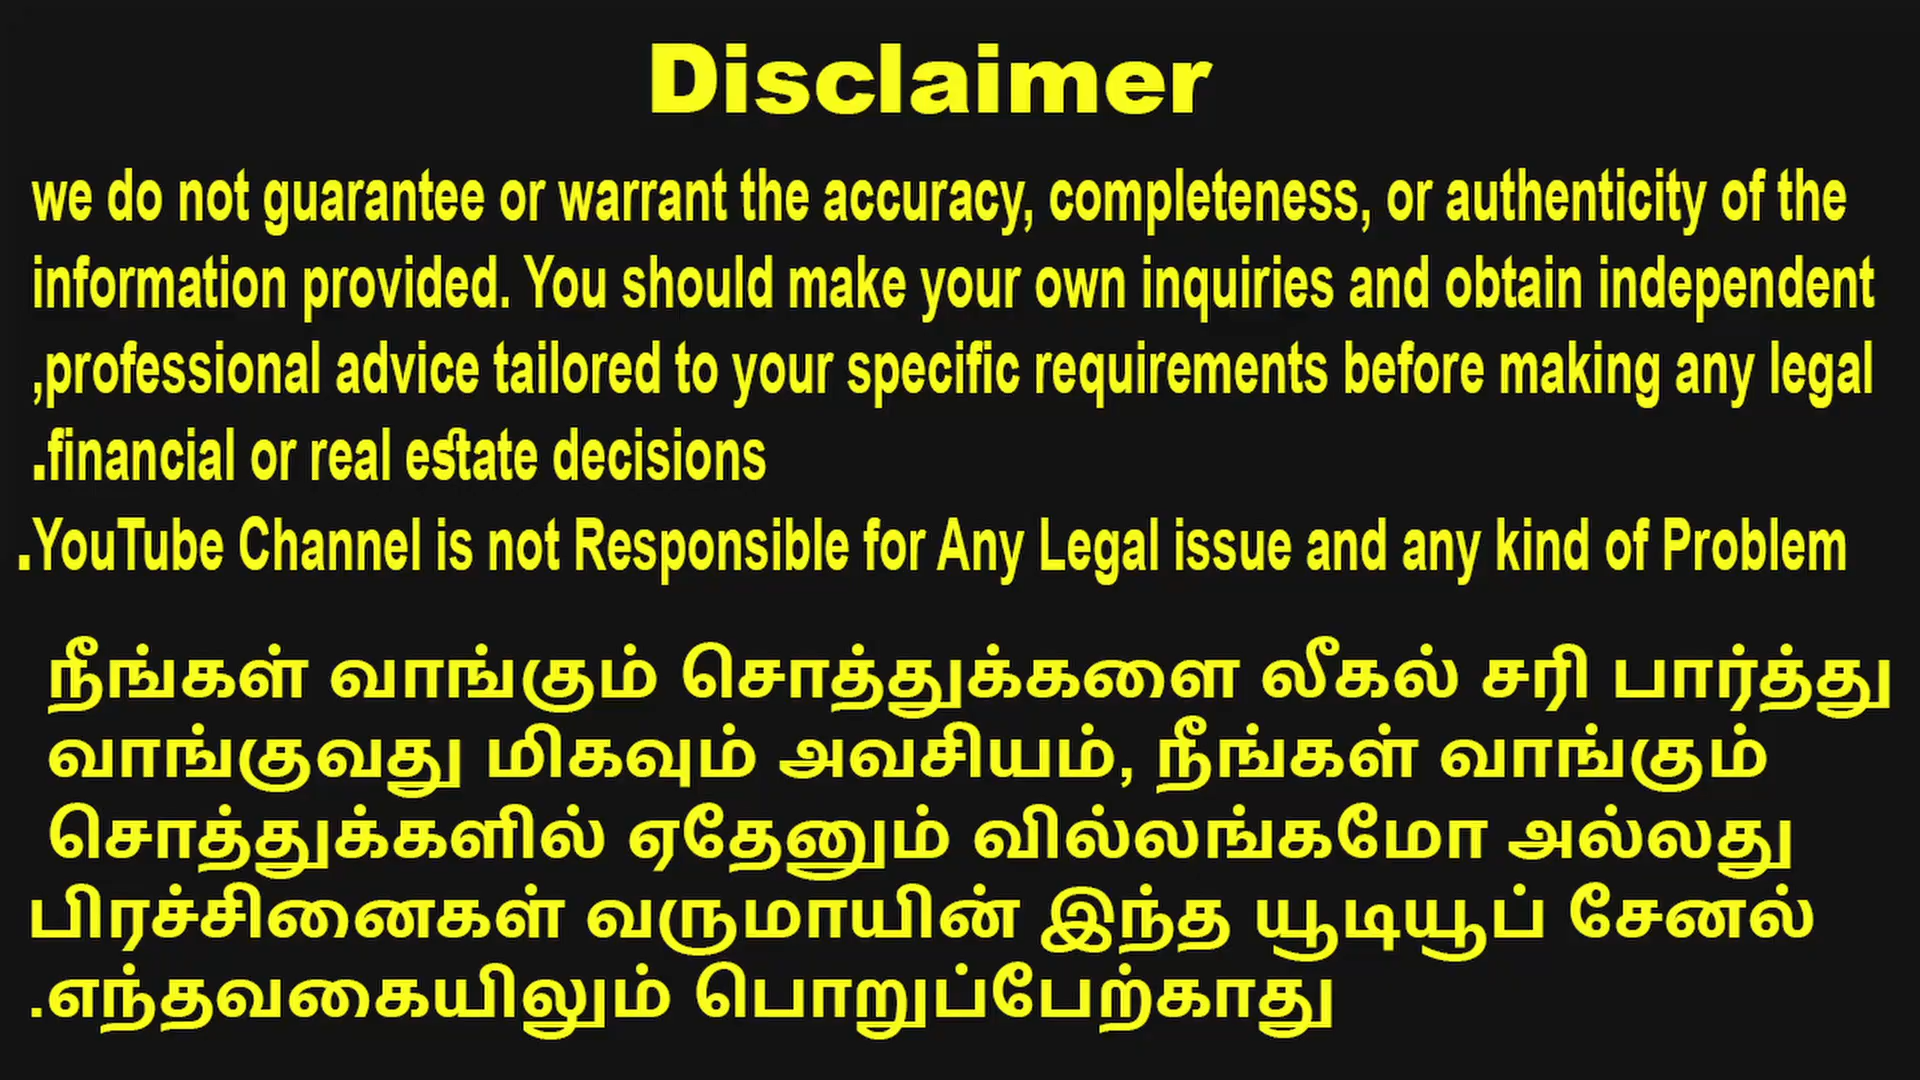 Disclaimer
we do not guarantee or warrant the accuracy, completeness, or authenticity of the
information provided. You should make your own inquiries and obtain independent
,professional advice tailored to your specific requirements before making any legal
.financial or real estate decisions
.YouTube Channel is not Responsible for Any Legal issue and any kind of Problem
நீங்கள் வாங்கும் சொத்துக்களை லீகல் சரி பார்த்து
வாங்குவது மிகவும் அவசியம், நீங்கள் வாங்கும்
சொத்துக்களில் ஏதேனும் வில்லங்கமோ அல்லது
பிரச்சினைகள் வருமாயின் இந்த யூடியூப் சேனல்
.எந்தவகையிலும் பொறுப்பேற்காது